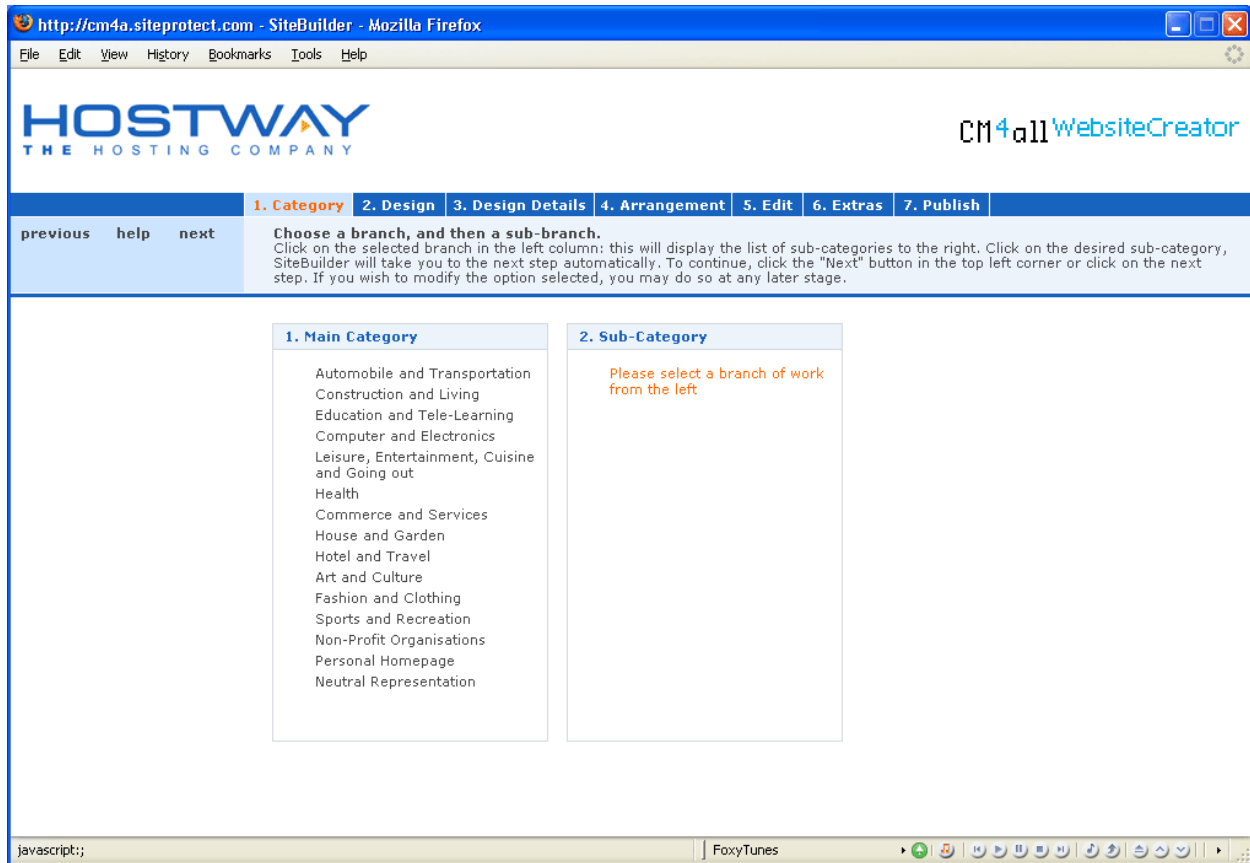 http://cm4a.siteprotect.com - SiteBuilder - Mozilla Firefox
File Edit View History Bookmarks Tools Help
HOSTWAY
THE HOSTING COMPANY
CM4all WebsiteCreator
1. Category 2. Design 3. Design Details 4. Arrangement 5. Edit 6. Extras 7. Publish
previous help next
Choose a branch, and then a sub-branch.
Click on the selected branch in the left column: this will display the list of sub-categories to the right. Click on the desired sub-category,
SiteBuilder will take you to the next step automatically. To continue, click the "Next" button in the top left corner or click on the next
step. If you wish to modify the option selected, you may do so at any later stage.
1. Main Category
Automobile and Transportation
Construction and Living
Education and Tele-Learning
Computer and Electronics
Leisure, Entertainment, Cuisine
and Going out
Health
Commerce and Services
House and Garden
Hotel and Travel
Art and Culture
Fashion and Clothing
Sports and Recreation
Non-Profit Organisations
Personal Homepage
Neutral Representation
2. Sub-Category
Please select a branch of work
from the left
javascript:;
FoxyTunes